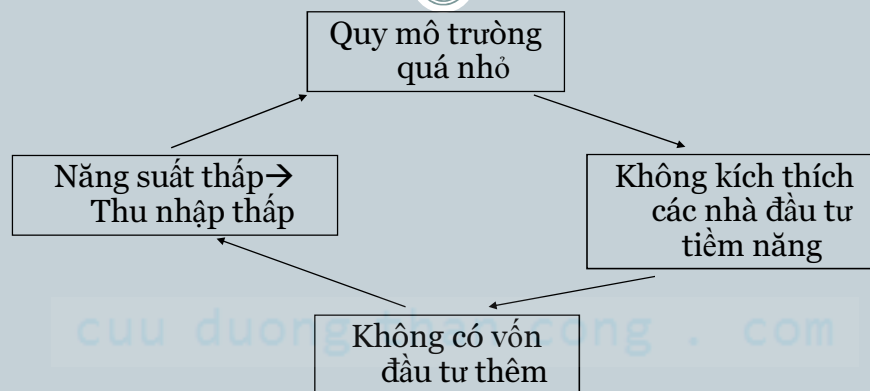 Quy mô trưòng
quá nhỏ
Năng suất thấp→
Thu nhập thấp
Không kích thích
các nhà đầu tư
tiềm năng
cuu duong than cong . com
Không có vốn
đầu tư thêm